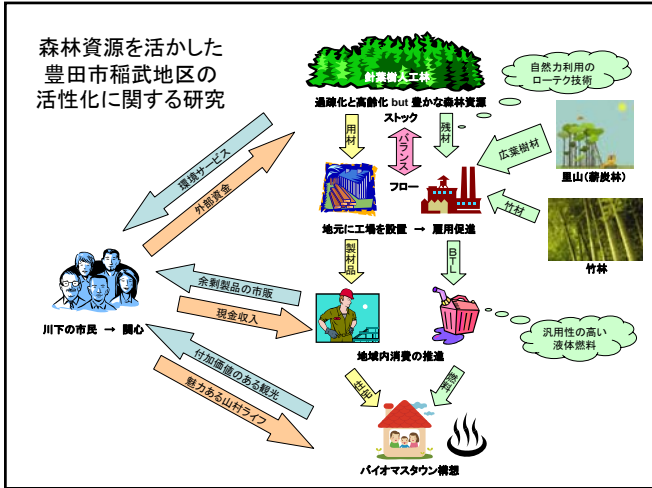 森林資源を活かした
豊田市稲武地区の
活性化に関する研究
針葉樹人工林
過疎化と高齢化 but 豊かな森林資源
自然力利用の
ローテク技術
ストック
用材
バランス
残材
フロー
広葉樹材
里山(薪炭林)
竹材
竹林
環境サービス
外部資金
地元に工場を設置 → 雇用促進
製材品
BTL
余剰製品の市販
現金収入
川下の市民 → 関心
地域内消費の推進
汎用性の高い
液体燃料
付加価値のある観光
魅力ある山村ライフ
住宅
燃料
バイオマスタウン構想